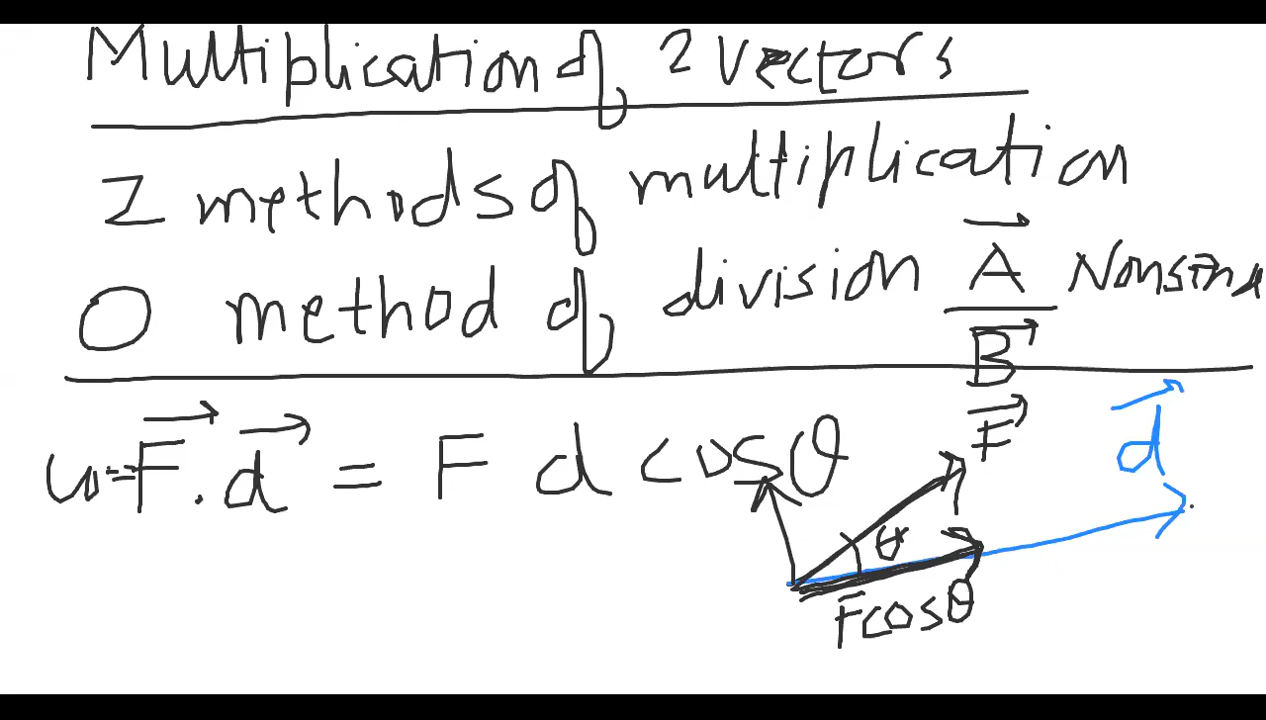 Multiplication of 2 vectors
2 methods of multiplication
0 method of division A⃗ / B⃗ Nonsense
w = F⃗ . d⃗ = F d cosθ
F⃗
d⃗
θ
Fcosθ